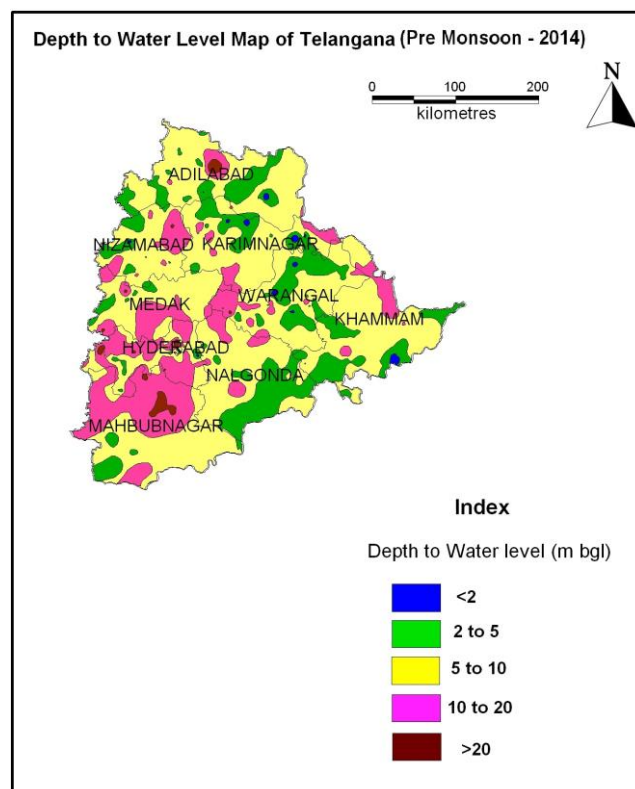 Depth to Water Level Map of Telangana (Pre Monsoon - 2014)
N
0 100 200
kilometres
ADILABAD
NIZAMABAD KARIMNAGAR
MEDAK WARANGAL
KHAMMAM
HYDERABAD
NALGONDA
MAHBUBNAGAR
Index
Depth to Water level (m bgl)
<2
2 to 5
5 to 10
10 to 20
>20